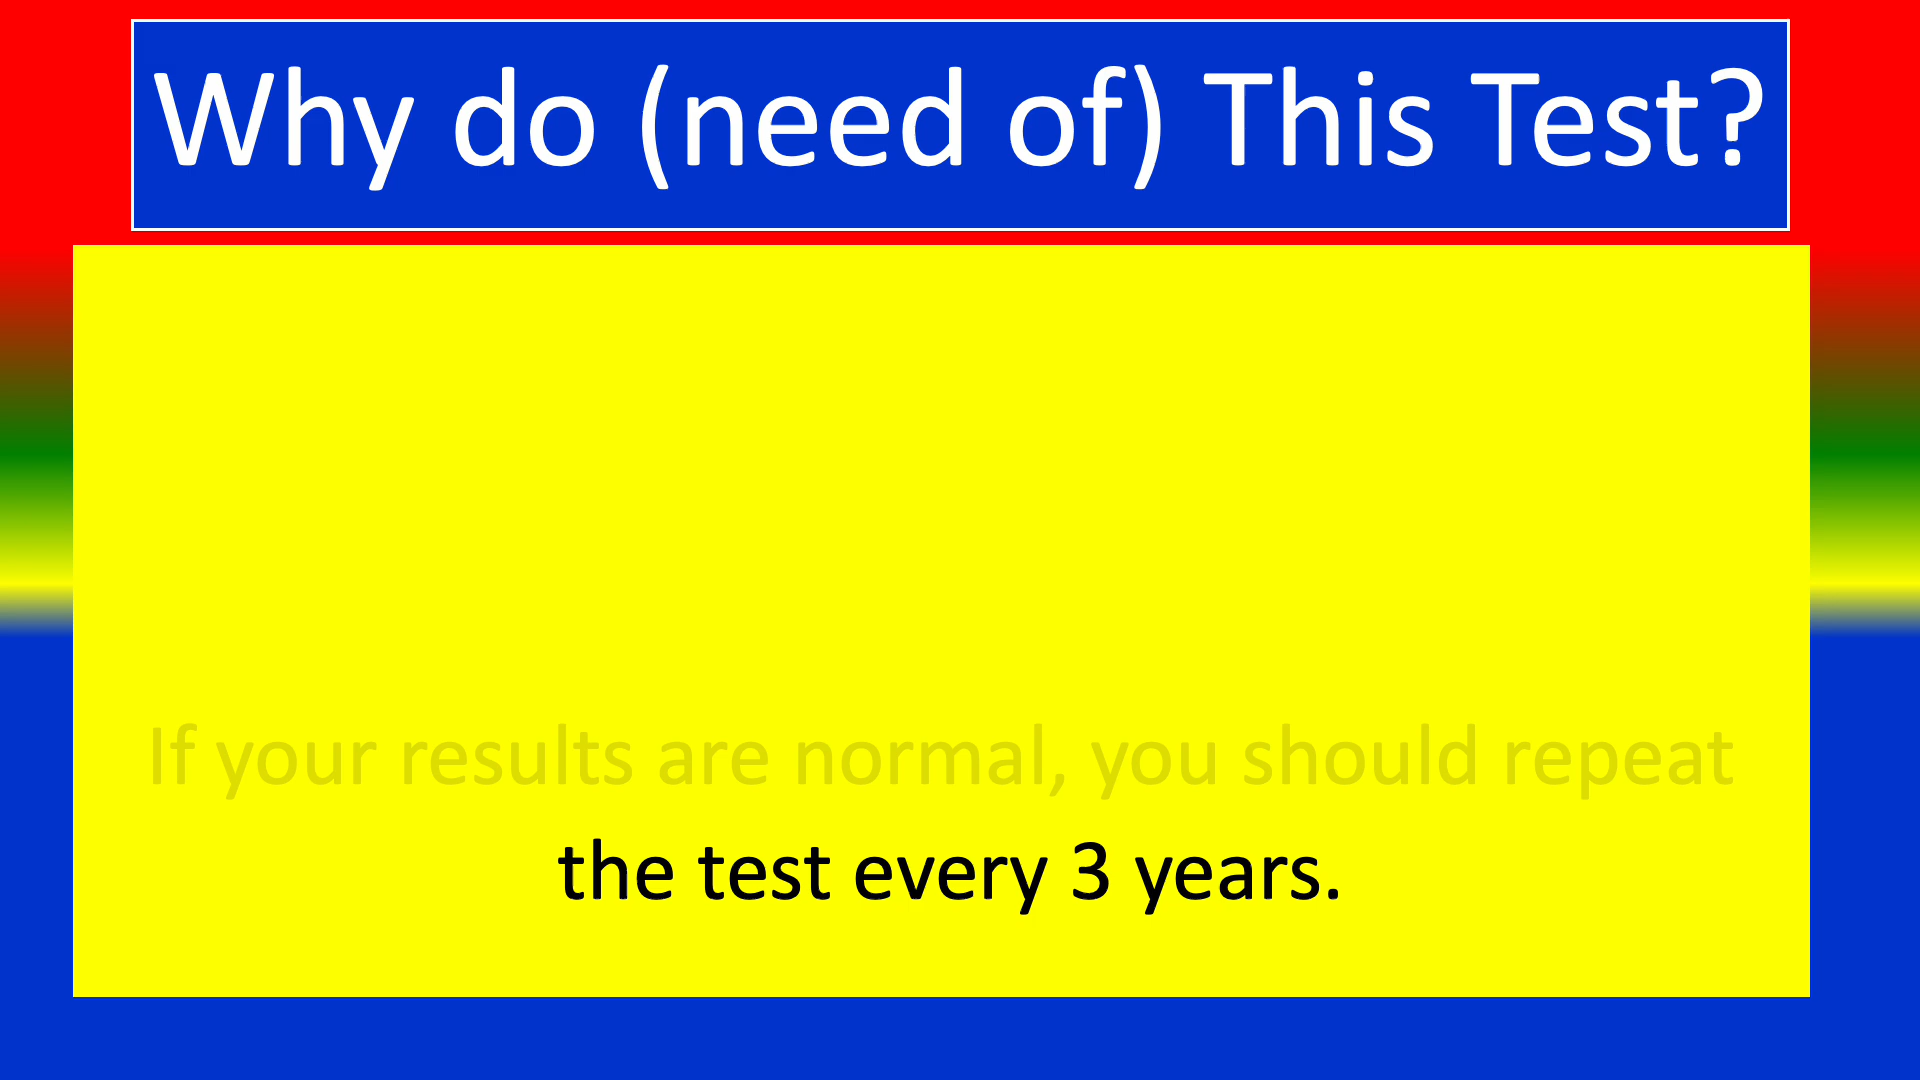 Why do (need of) This Test?
If your results are normal, you should repeat
the test every 3 years.